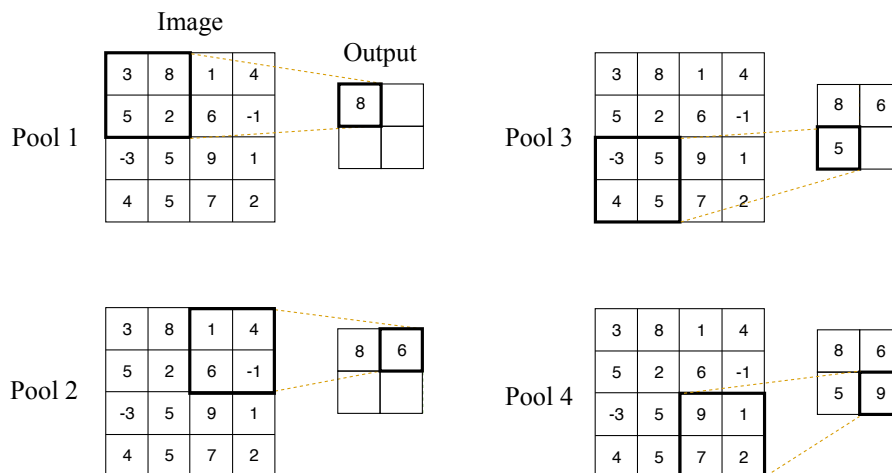 Image
Output
Pool 1
3 8 1 4
5 2 6 -1
-3 5 9 1
4 5 7 2
8
Pool 3
3 8 1 4
5 2 6 -1
-3 5 9 1
4 5 7 2
8 6
5
Pool 2
3 8 1 4
5 2 6 -1
-3 5 9 1
4 5 7 2
8 6
Pool 4
3 8 1 4
5 2 6 -1
-3 5 9 1
4 5 7 2
8 6
5 9